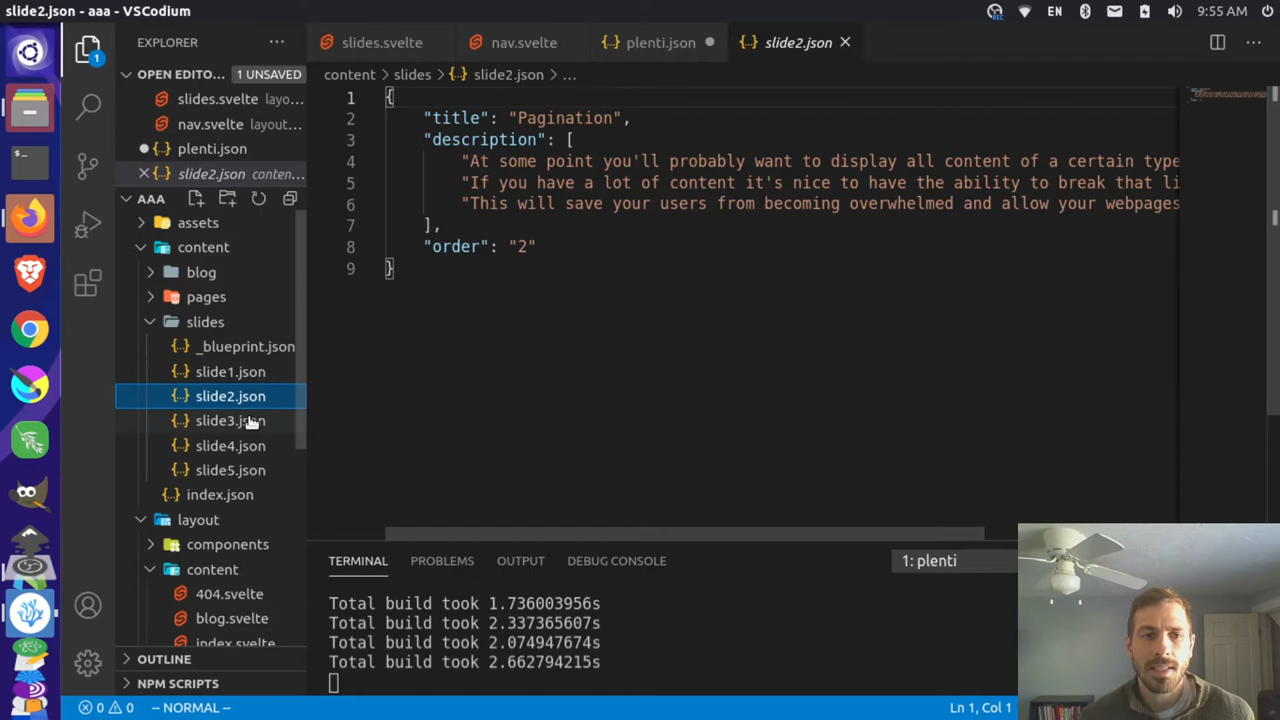 slide2.json - aaa - VSCodium
EN
9:55 AM
EXPLORER
slides.svelte
nav.svelte
plenti.json
slide2.json
OPEN EDITO... 1 UNSAVED
slides.svelte layo...
nav.svelte layout...
plenti.json
slide2.json conten...
AAA
assets
content
blog
pages
slides
_blueprint.json
slide1.json
slide2.json
slide3.json
slide4.json
slide5.json
index.json
layout
components
content
404.svelte
blog.svelte
index.svelte
OUTLINE
NPM SCRIPTS
content > slides > {..} slide2.json > ...
1 {
2 "title": "Pagination",
3 "description": [
4 "At some point you'll probably want to display all content of a certain type
5 "If you have a lot of content it's nice to have the ability to break that li
6 "This will save your users from becoming overwhelmed and allow your webpages
7 ],
8 "order": "2"
9 }
TERMINAL PROBLEMS OUTPUT DEBUG CONSOLE
1: plenti
Total build took 1.736003956s
Total build took 2.337365607s
Total build took 2.074947674s
Total build took 2.662794215s
0 0 -- NORMAL --
Ln 1, Col 1